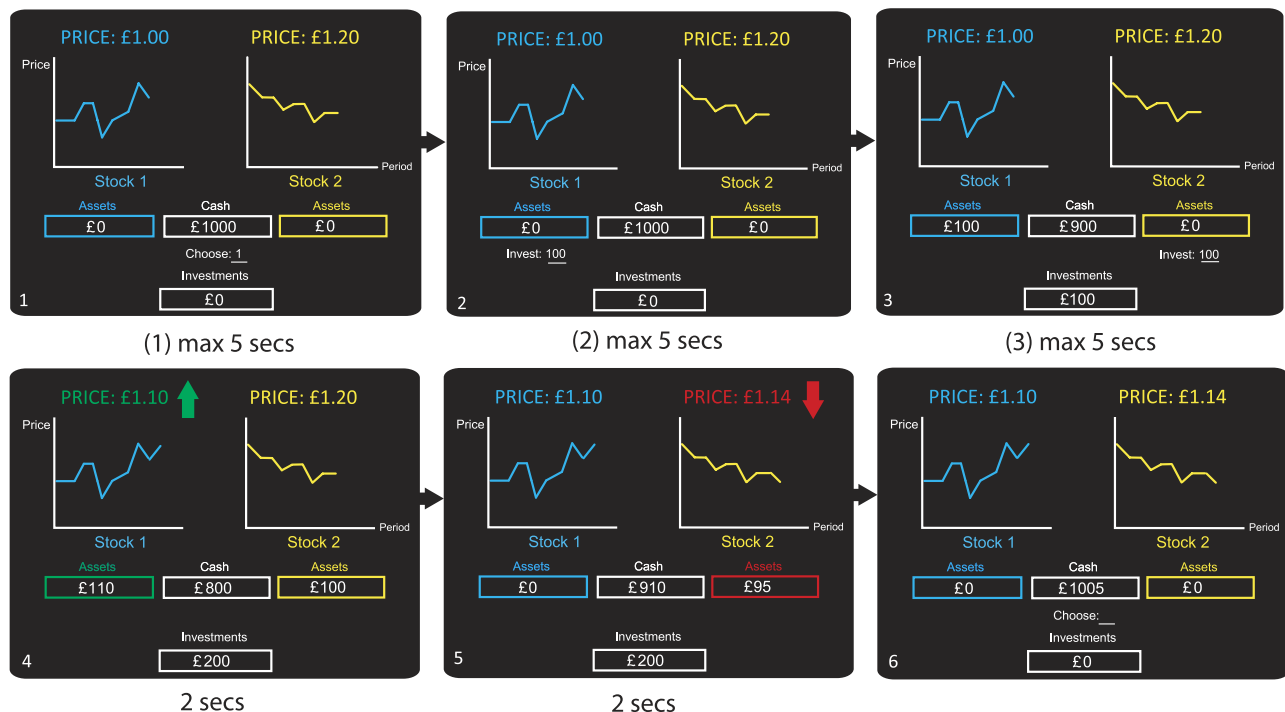 PRICE: £1.00 PRICE: £1.20
Price
Period
Stock 1 Stock 2
Assets Cash Assets
£0 £1000 £0
Choose: 1
Investments
£0
1
(1) max 5 secs
PRICE: £1.00 PRICE: £1.20
Price
Period
Stock 1 Stock 2
Assets Cash Assets
£0 £1000 £0
Invest: 100
Investments
£0
2
(2) max 5 secs
PRICE: £1.00 PRICE: £1.20
Price
Period
Stock 1 Stock 2
Assets Cash Assets
£100 £900 £0
Invest: 100
Investments
£100
3
(3) max 5 secs
PRICE: £1.10 PRICE: £1.20
Price
Period
Stock 1 Stock 2
Assets Cash Assets
£110 £800 £100
Investments
£200
4
2 secs
PRICE: £1.10 PRICE: £1.14
Price
Period
Stock 1 Stock 2
Assets Cash Assets
£0 £910 £95
Investments
£200
5
2 secs
PRICE: £1.10 PRICE: £1.14
Price
Period
Stock 1 Stock 2
Assets Cash Assets
£0 £1005 £0
Choose:
Investments
£0
6